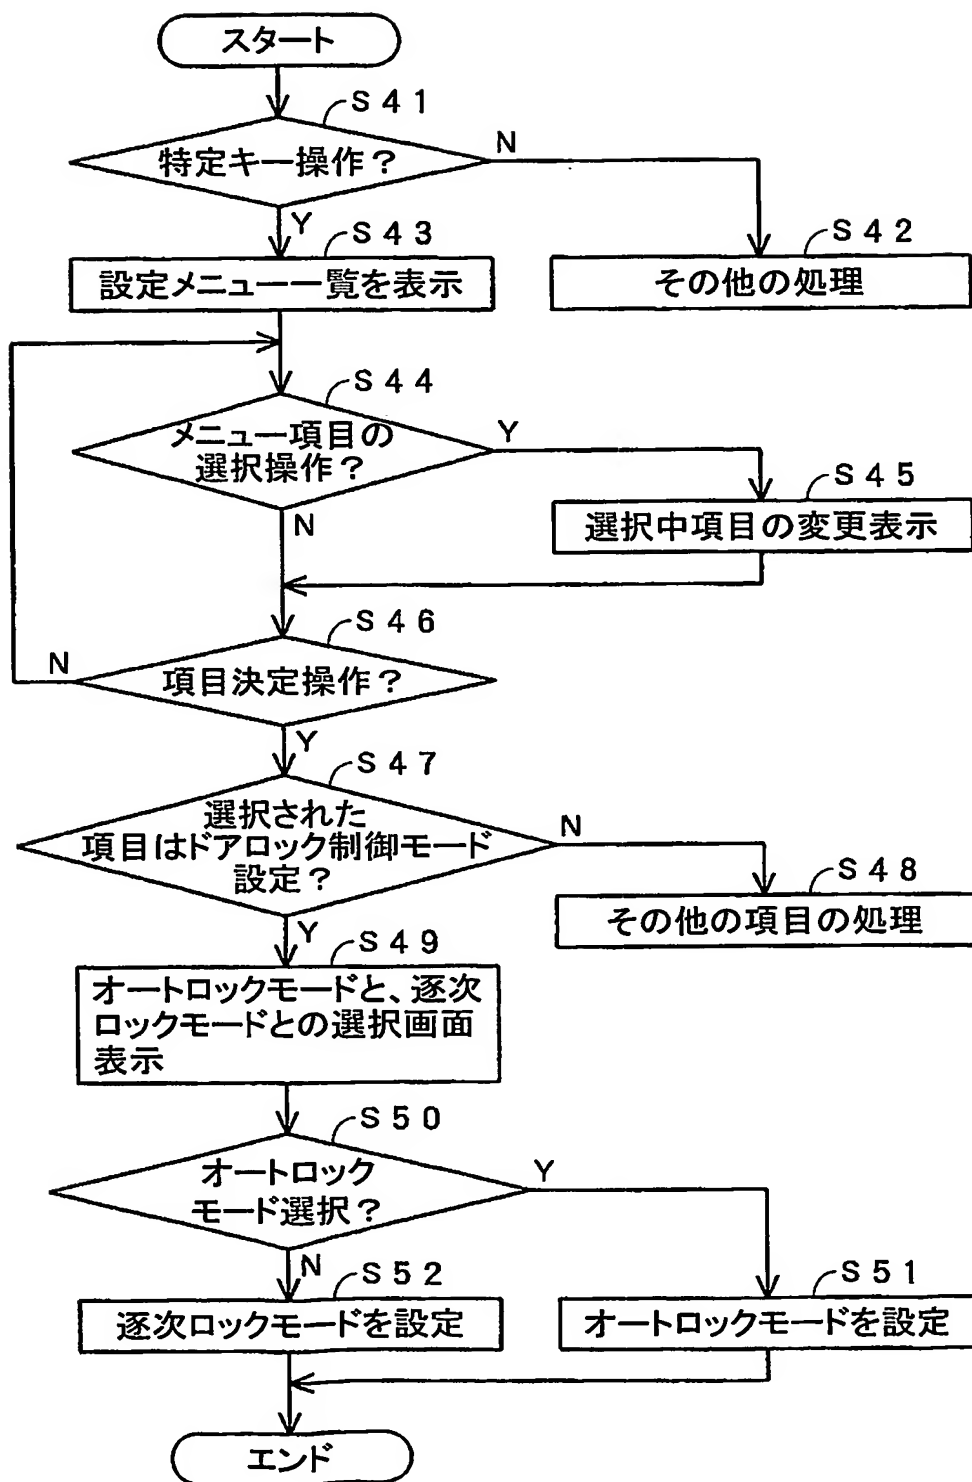 スタート
S41
特定キー操作?
N
Y
S43
設定メニュー一覧を表示
S42
その他の処理
S44
メニュー項目の
選択操作?
Y
N
S45
選択中項目の変更表示
S46
項目決定操作?
N
Y
S47
選択された
項目はドアロック制御モード
設定?
N
Y
S48
その他の項目の処理
S49
オートロックモードと、逐次
ロックモードとの選択画面
表示
S50
オートロック
モード選択?
Y
N
S52
逐次ロックモードを設定
S51
オートロックモードを設定
エンド